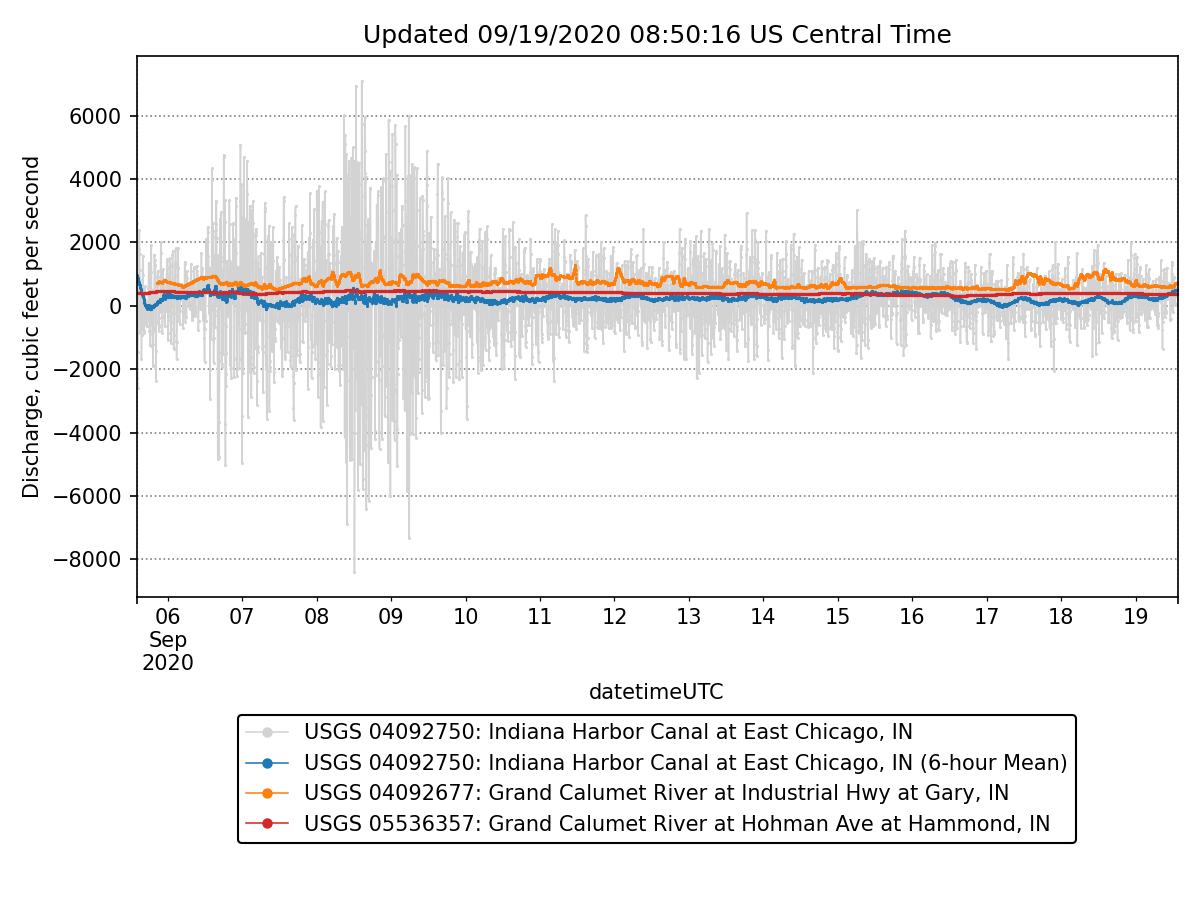 Updated 09/19/2020 08:50:16 US Central Time
Discharge, cubic feet per second
6000
4000
2000
0
−2000
−4000
−6000
−8000
06 07 08 09 10 11 12 13 14 15 16 17 18 19
Sep
2020
datetimeUTC
USGS 04092750: Indiana Harbor Canal at East Chicago, IN
USGS 04092750: Indiana Harbor Canal at East Chicago, IN (6-hour Mean)
USGS 04092677: Grand Calumet River at Industrial Hwy at Gary, IN
USGS 05536357: Grand Calumet River at Hohman Ave at Hammond, IN